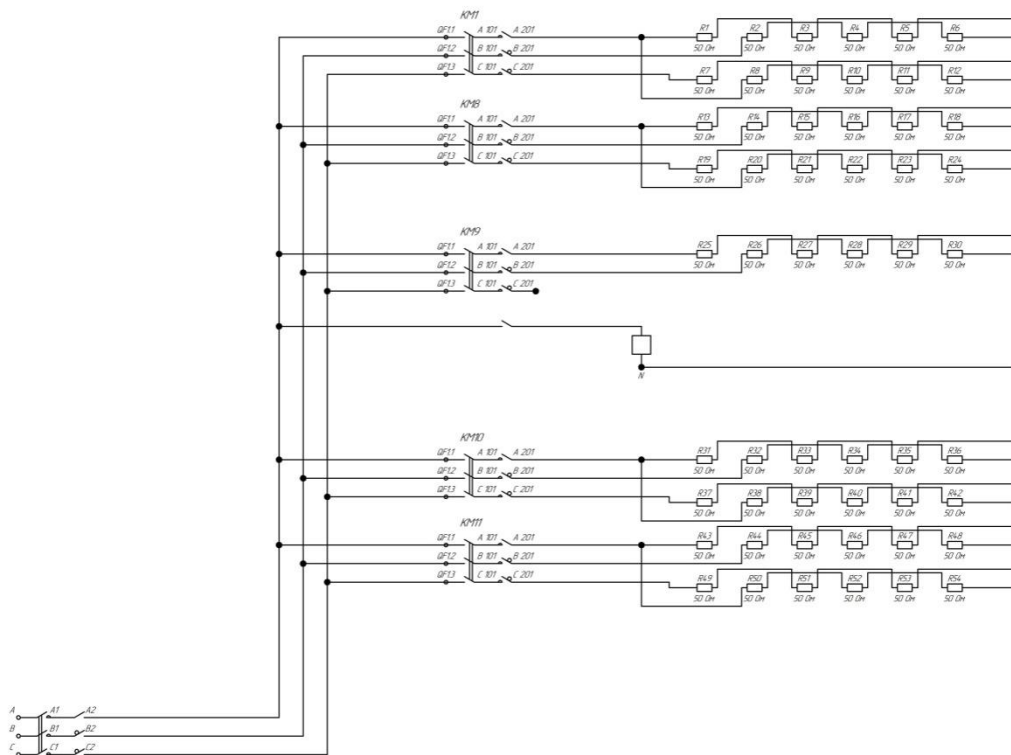 КМ1
QF1.1 A 101 A 201
QF1.2 B 101 B 201
QF1.3 C 101 C 201
R1 R2 R3 R4 R5 R6
50 Ом 50 Ом 50 Ом 50 Ом 50 Ом 50 Ом
R7 R8 R9 R10 R11 R12
50 Ом 50 Ом 50 Ом 50 Ом 50 Ом 50 Ом
КМ8
QF1.1 A 101 A 201
QF1.2 B 101 B 201
QF1.3 C 101 C 201
R13 R14 R15 R16 R17 R18
50 Ом 50 Ом 50 Ом 50 Ом 50 Ом 50 Ом
R19 R20 R21 R22 R23 R24
50 Ом 50 Ом 50 Ом 50 Ом 50 Ом 50 Ом
КМ9
QF1.1 A 101 A 201
QF1.2 B 101 B 201
QF1.3 C 101 C 201
R25 R26 R27 R28 R29 R30
50 Ом 50 Ом 50 Ом 50 Ом 50 Ом 50 Ом
N
КМ10
QF1.1 A 101 A 201
QF1.2 B 101 B 201
QF1.3 C 101 C 201
R31 R32 R33 R34 R35 R36
50 Ом 50 Ом 50 Ом 50 Ом 50 Ом 50 Ом
R37 R38 R39 R40 R41 R42
50 Ом 50 Ом 50 Ом 50 Ом 50 Ом 50 Ом
КМ11
QF1.1 A 101 A 201
QF1.2 B 101 B 201
QF1.3 C 101 C 201
R43 R44 R45 R46 R47 R48
50 Ом 50 Ом 50 Ом 50 Ом 50 Ом 50 Ом
R49 R50 R51 R52 R53 R54
50 Ом 50 Ом 50 Ом 50 Ом 50 Ом 50 Ом
A A1 A2
B B1 B2
C C1 C2